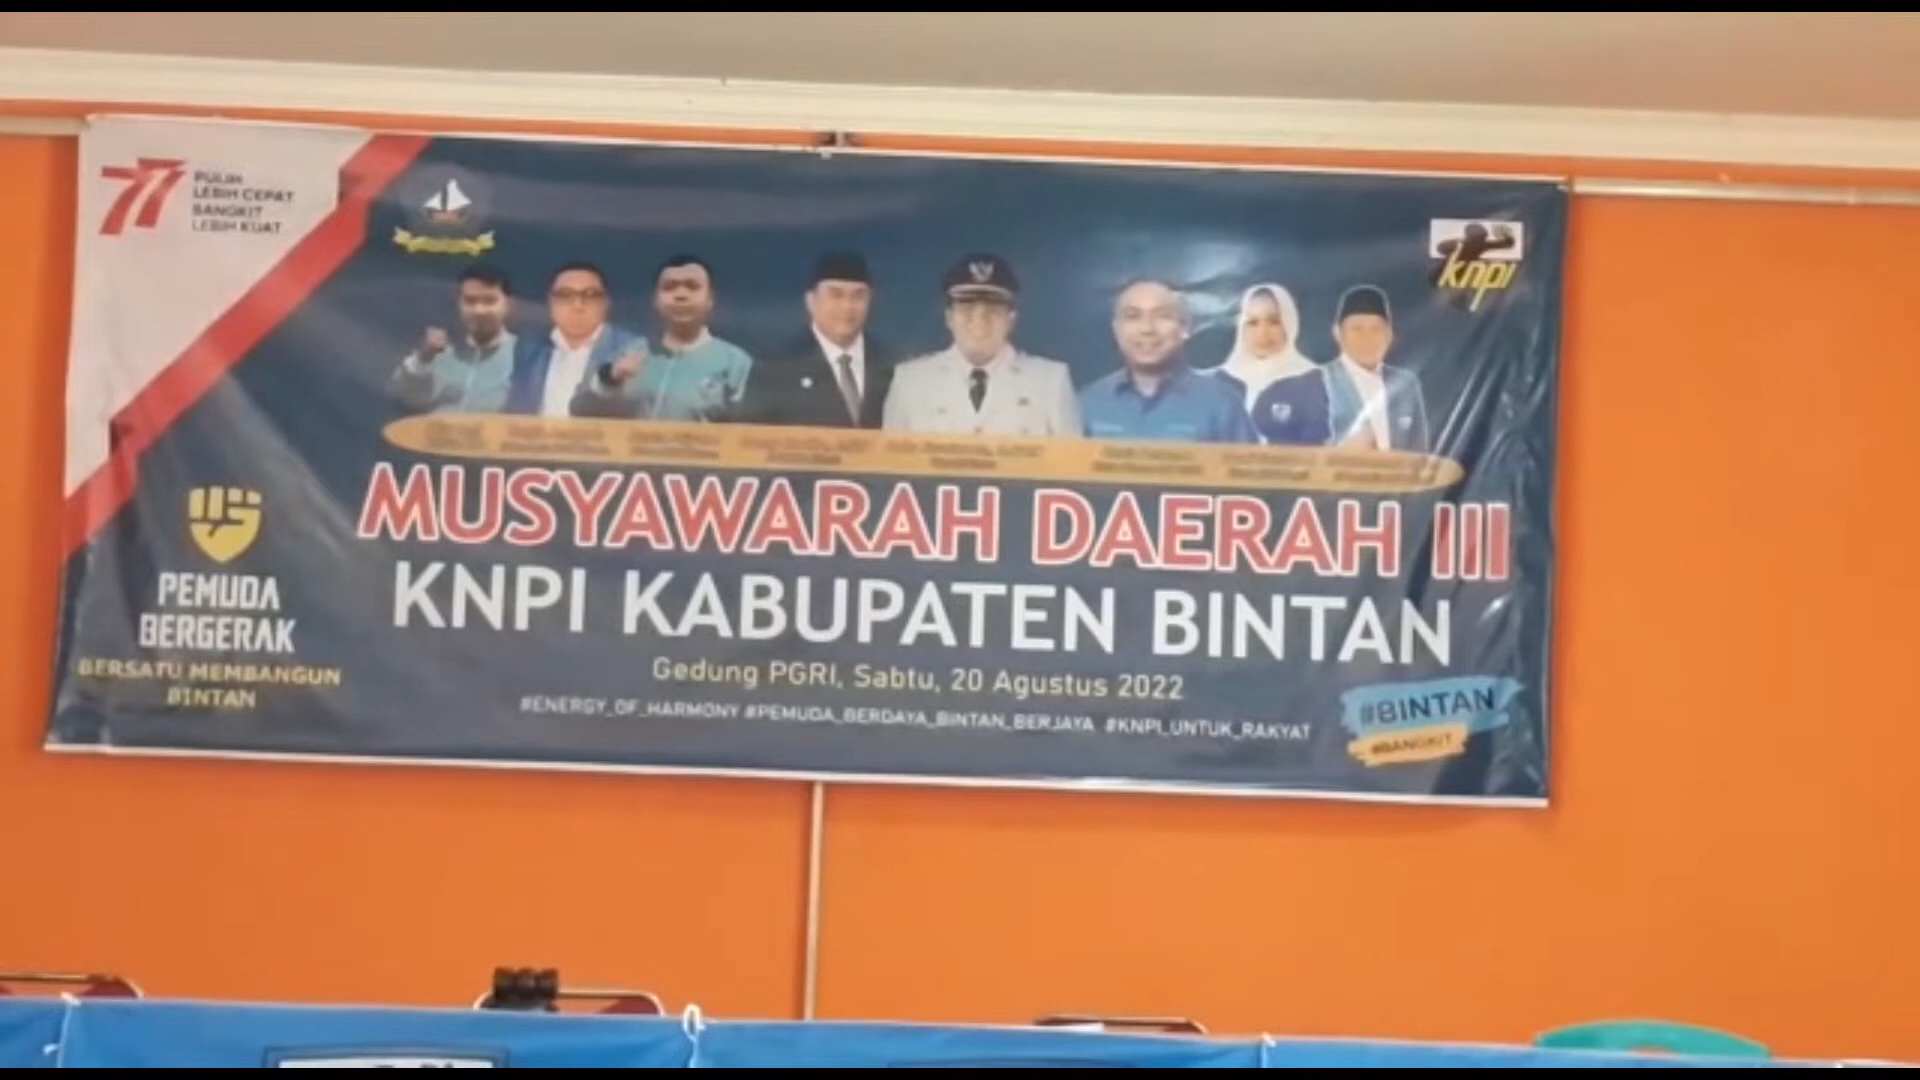 77
PULIH
LEBIH CEPAT
BANGKIT
LEBIH KUAT
knpi
MUSYAWARAH DAERAH III
KNPI KABUPATEN BINTAN
Gedung PGRI, Sabtu, 20 Agustus 2022
#ENERGY_OF_HARMONY #PEMUDA_BERDAYA_BINTAN_BERJAYA #KNPI_UNTUK_RAKYAT
PEMUDA
BERGERAK
BERSATU MEMBANGUN
BINTAN
#BINTAN
#BANGKIT